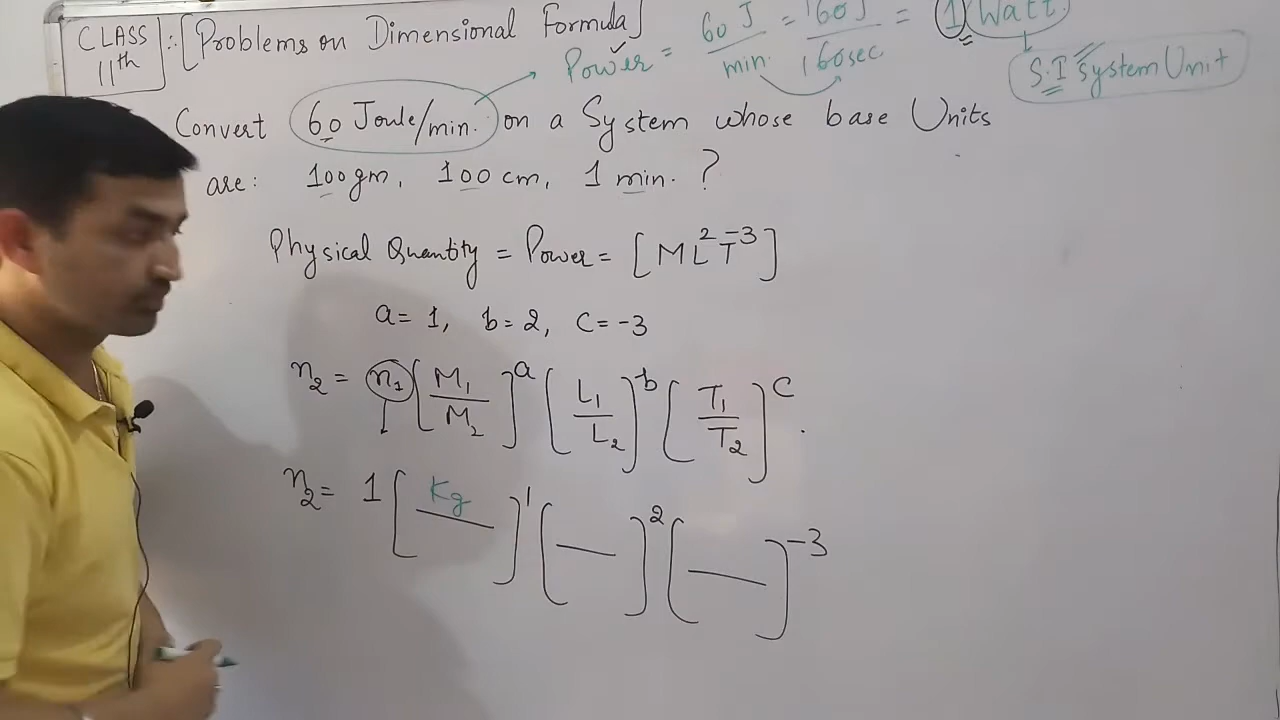 CLASS 11th :. [Problems on Dimensional Formula]
Power = 60 J / min. = 60 J / 60 sec = 1 Watt.
S.I System Unit
Convert 60 Joule/min. on a System whose base Units
are: 100 gm, 100 cm, 1 min. ?
Physical Quantity = Power = [M L² T⁻³]
a = 1, b = 2, c = -3
n₂ = n₁ [M₁/M₂]ᵃ [L₁/L₂]ᵇ [T₁/T₂]ᶜ .
n₂ = 1 [Kg/ ]¹ [ / ]² [ / ]⁻³